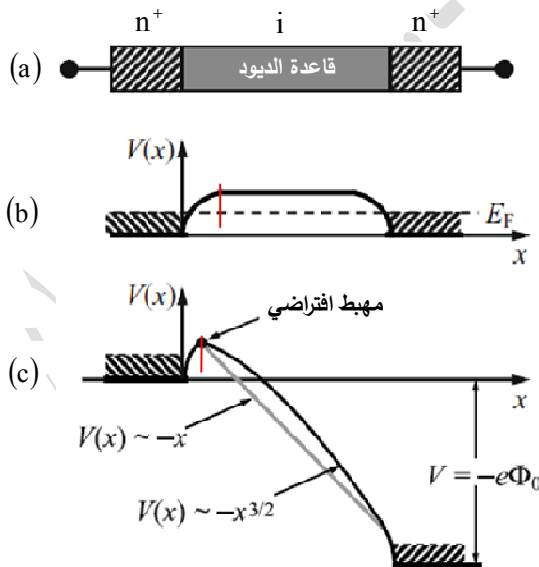 n⁺ i n⁺
(a) قاعدة الديود
V(x)
(b) E_F
x
V(x) مهبط افتراضي
(c) x
V(x) ~ −x
V = −eΦ₀
V(x) ~ −x^{3/2}